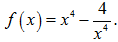 f(x) = x⁴ − 4/x⁴.